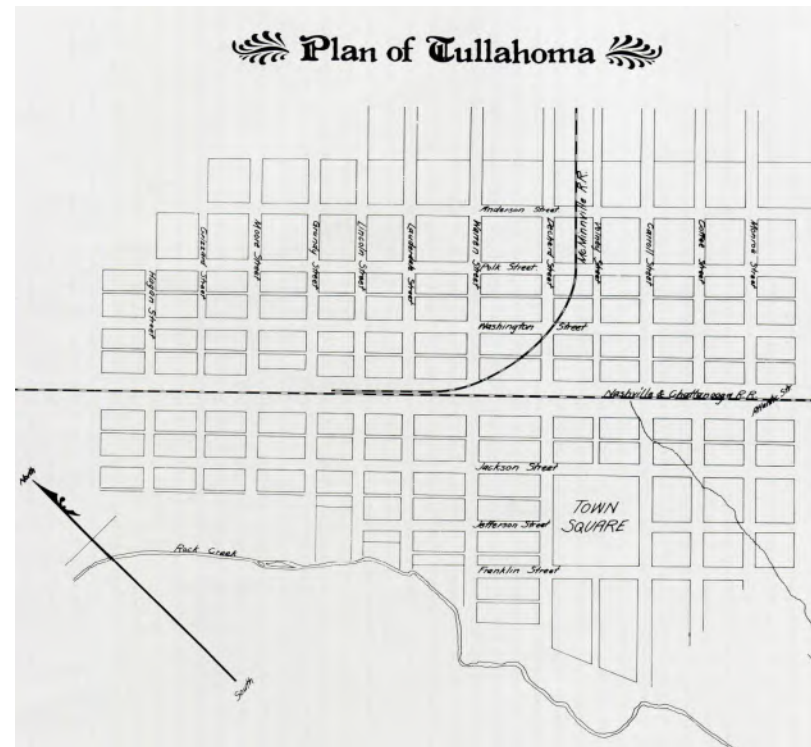 Plan of Tullahoma
Anderson Street
McMinnville R.R.
Hogan Street
Grizzard Street
Moore Street
Grundy Street
Lincoln Street
Lauderdale Street
Warren Street
Decherd Street
Carroll Street
Coffee Street
Monroe Street
Polk Street
Washington Street
Nashville & Chattanooga R.R.
Atlantic Str.
Jackson Street
TOWN
SQUARE
Jefferson Street
Franklin Street
Rock Creek
North
South